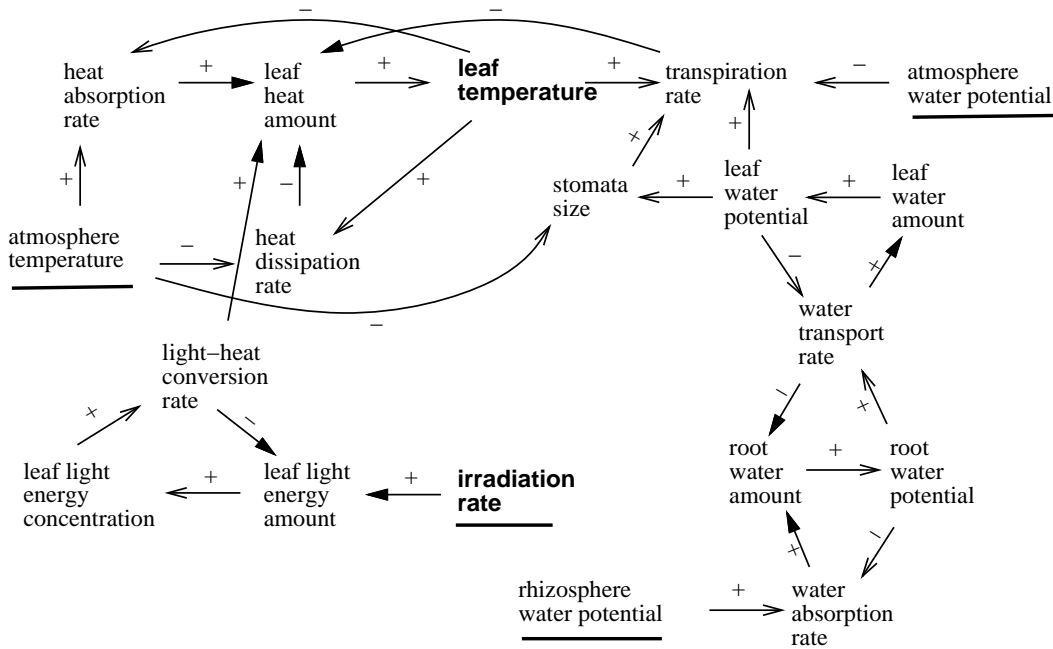 −
−
heat
absorption
rate
+
leaf
heat
amount
+
leaf
temperature
+
transpiration
rate
−
atmosphere
water potential
+
+
−
+
+
+
stomata
size
+
leaf
water
potential
+
leaf
water
amount
atmosphere
temperature
−
heat
dissipation
rate
−
+
−
water
transport
rate
light−heat
conversion
rate
+
−
−
+
leaf light
energy
concentration
+
leaf light
energy
amount
+
irradiation
rate
root
water
amount
+
root
water
potential
+
−
rhizosphere
water potential
+
water
absorption
rate